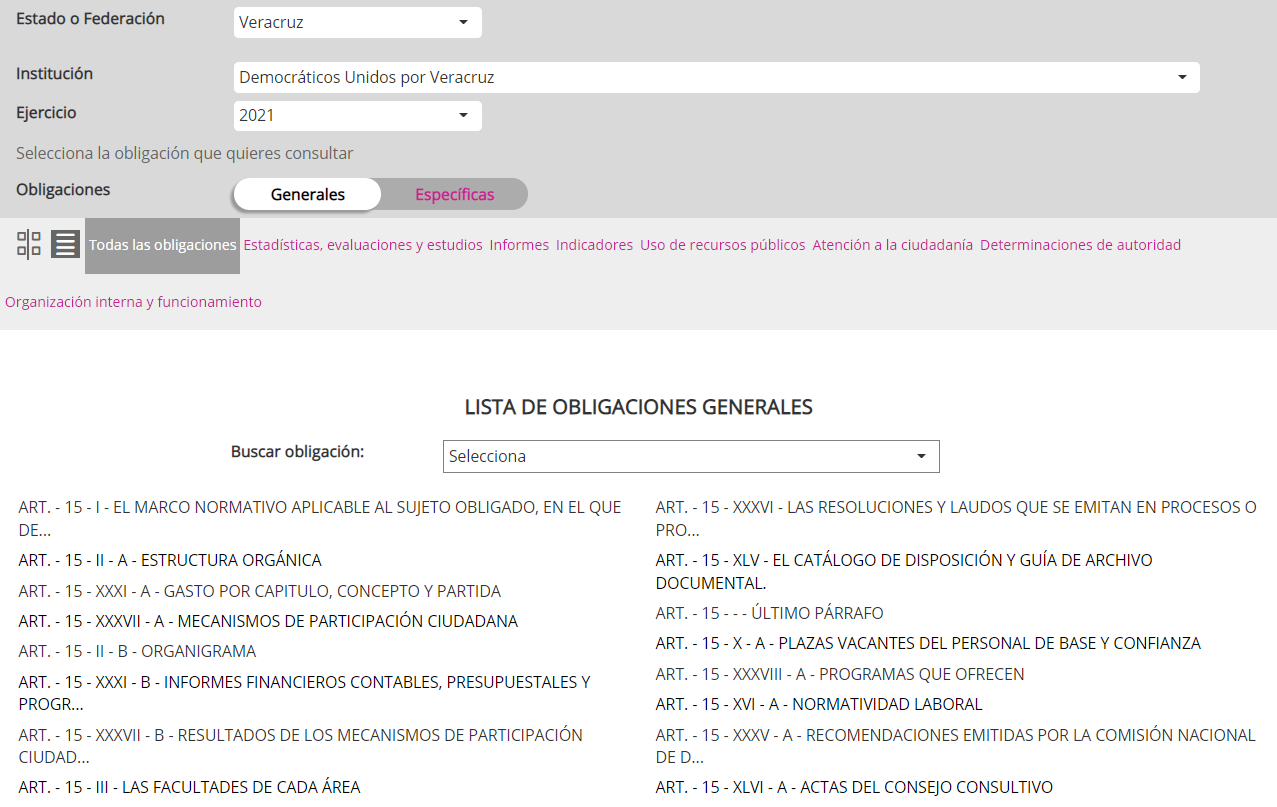 Estado o Federación
Veracruz
Institución
Democráticos Unidos por Veracruz
Ejercicio
2021
Selecciona la obligación que quieres consultar
Obligaciones
Generales
Específicas
Todas las obligaciones Estadísticas, evaluaciones y estudios Informes Indicadores Uso de recursos públicos Atención a la ciudadanía Determinaciones de autoridad
Organización interna y funcionamiento
LISTA DE OBLIGACIONES GENERALES
Buscar obligación:
Selecciona
ART. - 15 - I - EL MARCO NORMATIVO APLICABLE AL SUJETO OBLIGADO, EN EL QUE
DE...
ART. - 15 - II - A - ESTRUCTURA ORGÁNICA
ART. - 15 - XXXI - A - GASTO POR CAPITULO, CONCEPTO Y PARTIDA
ART. - 15 - XXXVII - A - MECANISMOS DE PARTICIPACIÓN CIUDADANA
ART. - 15 - II - B - ORGANIGRAMA
ART. - 15 - XXXI - B - INFORMES FINANCIEROS CONTABLES, PRESUPUESTALES Y
PROGR...
ART. - 15 - XXXVII - B - RESULTADOS DE LOS MECANISMOS DE PARTICIPACIÓN
CIUDAD...
ART. - 15 - III - LAS FACULTADES DE CADA ÁREA
ART. - 15 - XXXVI - LAS RESOLUCIONES Y LAUDOS QUE SE EMITAN EN PROCESOS O
PRO...
ART. - 15 - XLV - EL CATÁLOGO DE DISPOSICIÓN Y GUÍA DE ARCHIVO
DOCUMENTAL.
ART. - 15 - - - ÚLTIMO PÁRRAFO
ART. - 15 - X - A - PLAZAS VACANTES DEL PERSONAL DE BASE Y CONFIANZA
ART. - 15 - XXXVIII - A - PROGRAMAS QUE OFRECEN
ART. - 15 - XVI - A - NORMATIVIDAD LABORAL
ART. - 15 - XXXV - A - RECOMENDACIONES EMITIDAS POR LA COMISIÓN NACIONAL
DE D...
ART. - 15 - XLVI - A - ACTAS DEL CONSEJO CONSULTIVO